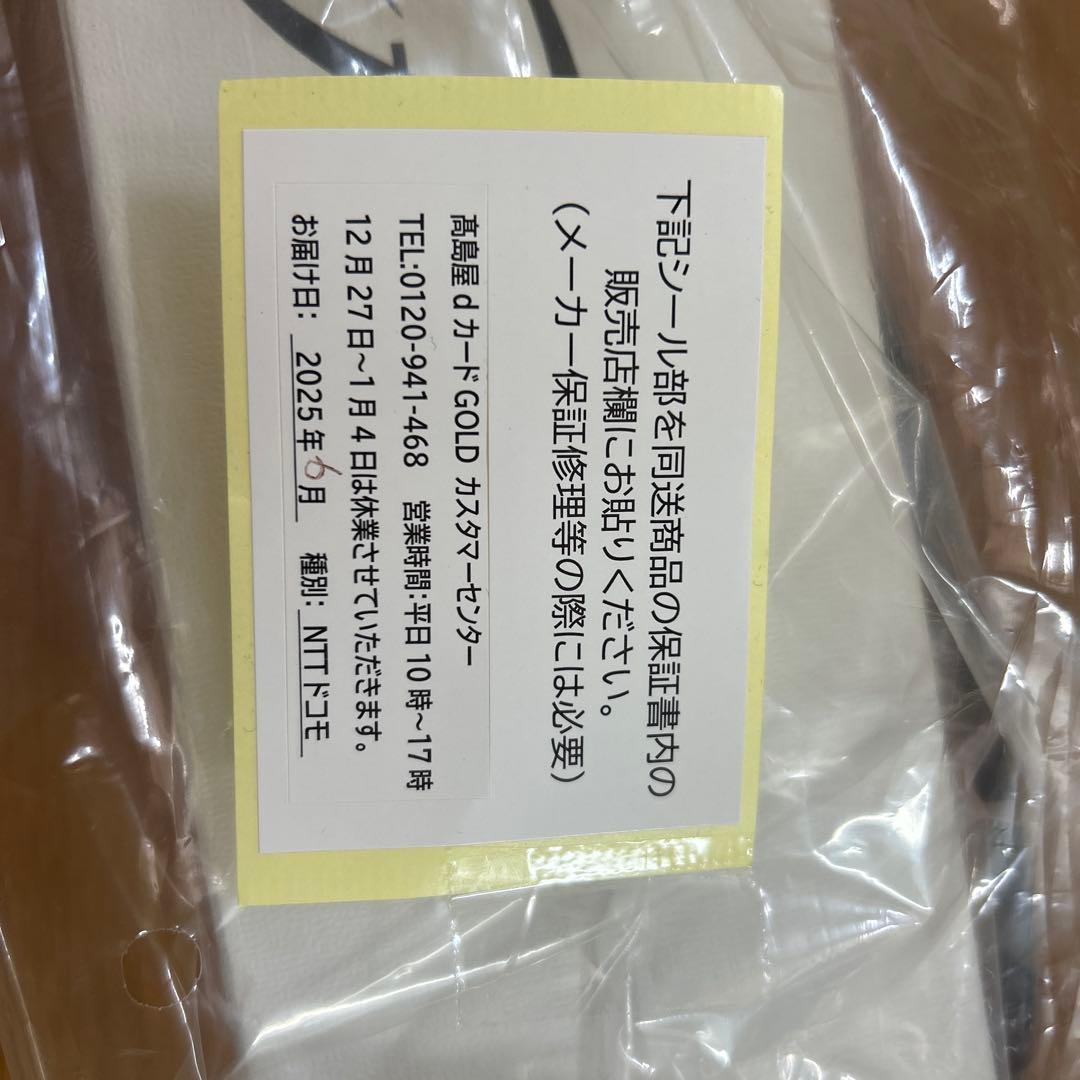 下記シール部を同送商品の保証書内の
販売店欄にお貼りください。
(メーカー保証修理等の際には必要)
髙島屋 d カード GOLD カスタマーセンター
TEL:0120-941-468 営業時間:平日 10 時~17 時
12 月 27 日~1 月 4 日は休業させていただきます。
お届け日: 2025 年 6 月 種別: NTT ドコモ